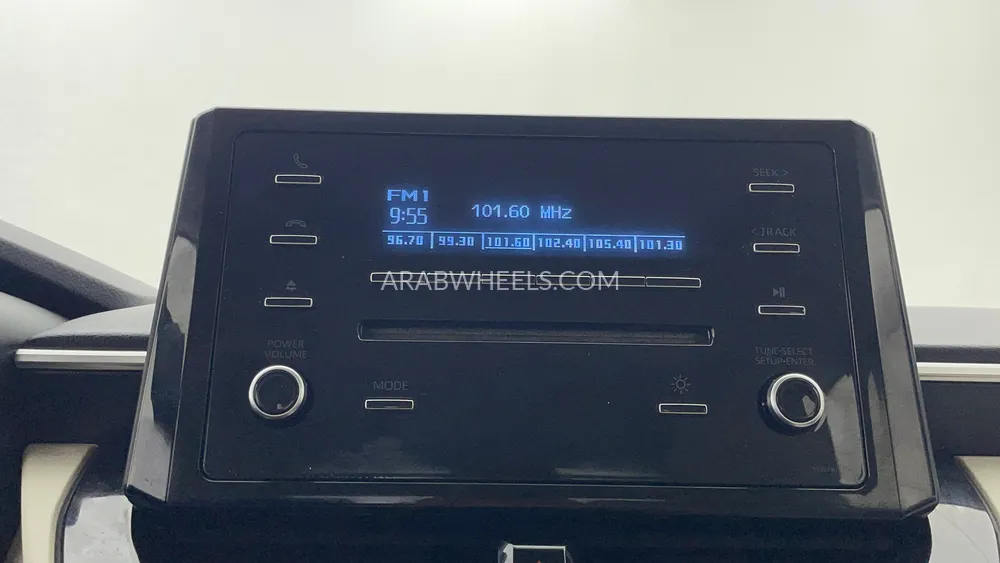 SEEK >
FM1
9:55
101.60 MHz
< TRACK
96.70 99.30 101.60 102.40 105.40 101.30
ARABWHEELS.COM
POWER
VOLUME
TUNE•SELECT
SETUP•ENTER
MODE